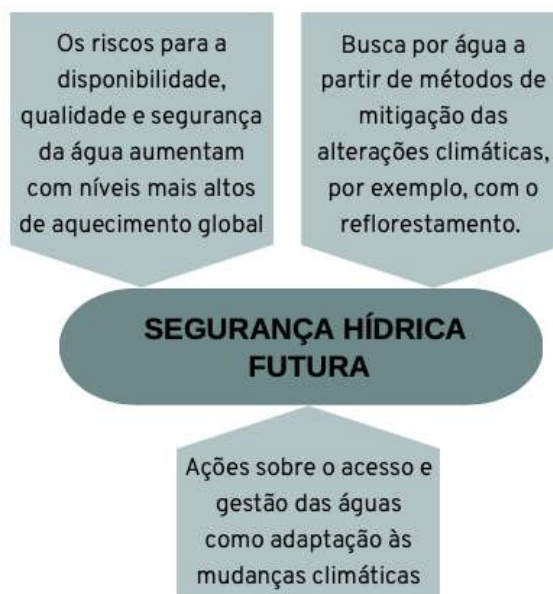 Os riscos para a
disponibilidade,
qualidade e segurança
da água aumentam
com níveis mais altos
de aquecimento global
Busca por água a
partir de métodos de
mitigação das
alterações climáticas,
por exemplo, com o
reflorestamento.
SEGURANÇA HÍDRICA
FUTURA
Ações sobre o acesso e
gestão das águas
como adaptação às
mudanças climáticas